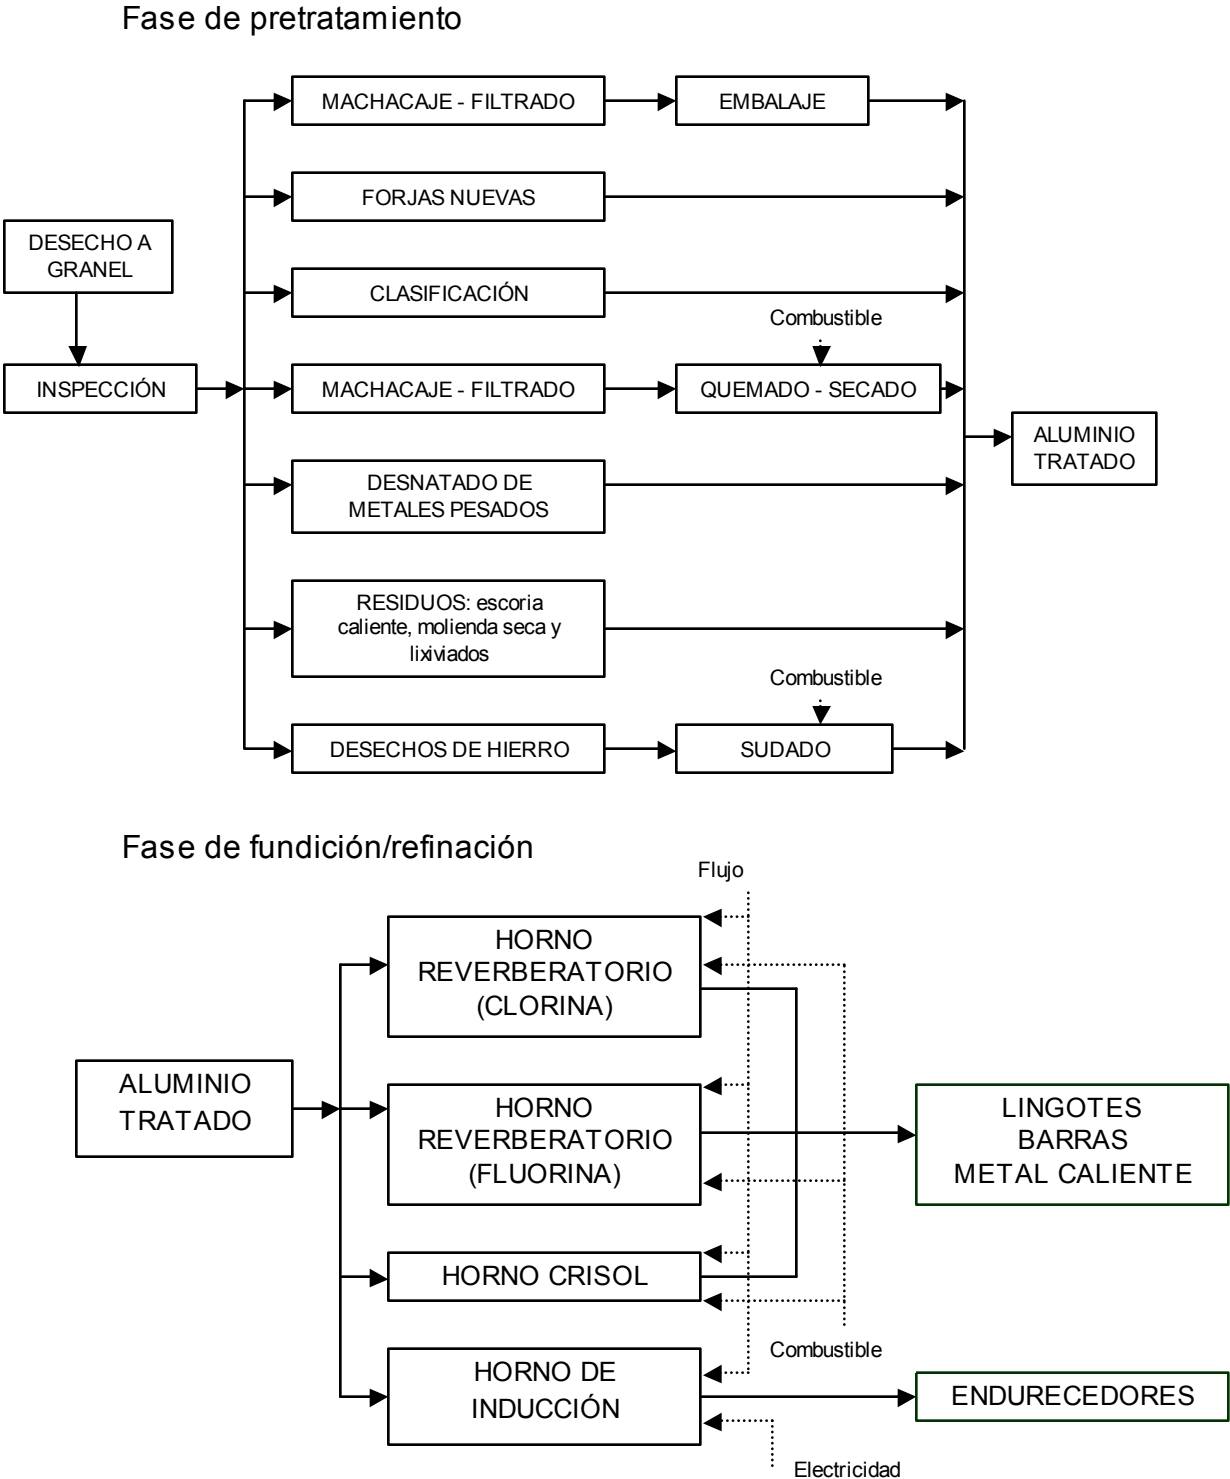 Fase de pretratamiento
MACHACAJE - FILTRADO
EMBALAJE
FORJAS NUEVAS
DESECHO A
GRANEL
CLASIFICACIÓN
Combustible
INSPECCIÓN
MACHACAJE - FILTRADO
QUEMADO - SECADO
ALUMINIO
TRATADO
DESNATADO DE
METALES PESADOS
RESIDUOS: escoria
caliente, molienda seca y
lixiviados
Combustible
DESECHOS DE HIERRO
SUDADO
Fase de fundición/refinación
Flujo
HORNO
REVERBERATORIO
(CLORINA)
ALUMINIO
TRATADO
HORNO
REVERBERATORIO
(FLUORINA)
LINGOTES
BARRAS
METAL CALIENTE
HORNO CRISOL
Combustible
HORNO DE
INDUCCIÓN
ENDURECEDORES
Electricidad